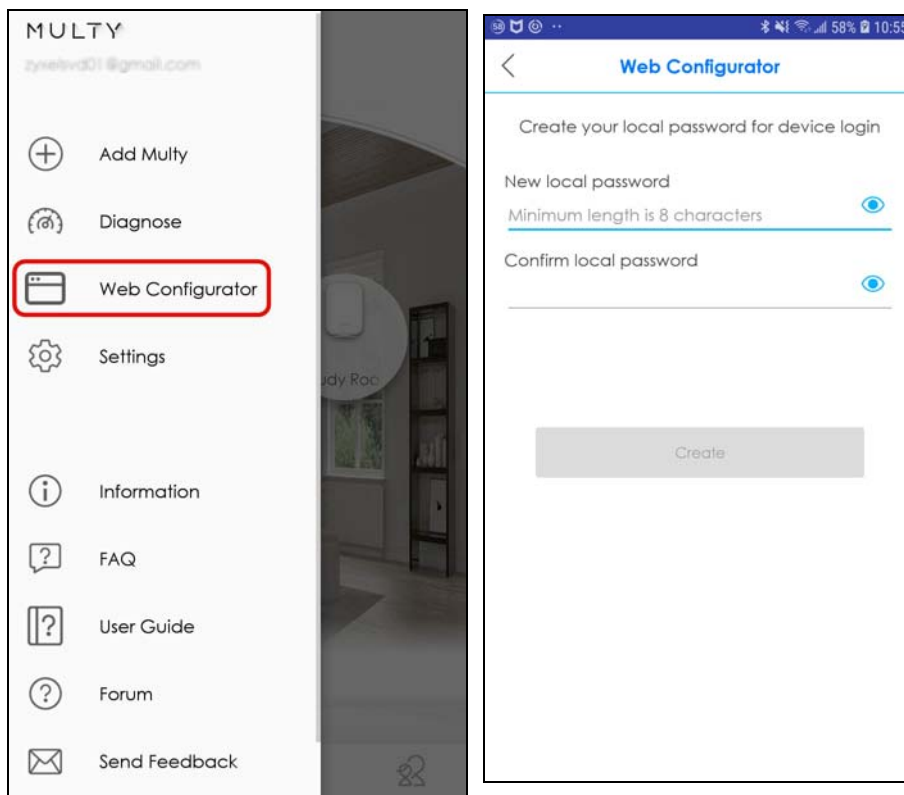 MULTY
Add Multy
Diagnose
Web Configurator
Settings
Information
FAQ
User Guide
Forum
Send Feedback
udy Roo
58% 10:55
Web Configurator
Create your local password for device login
New local password
Minimum length is 8 characters
Confirm local password
Create